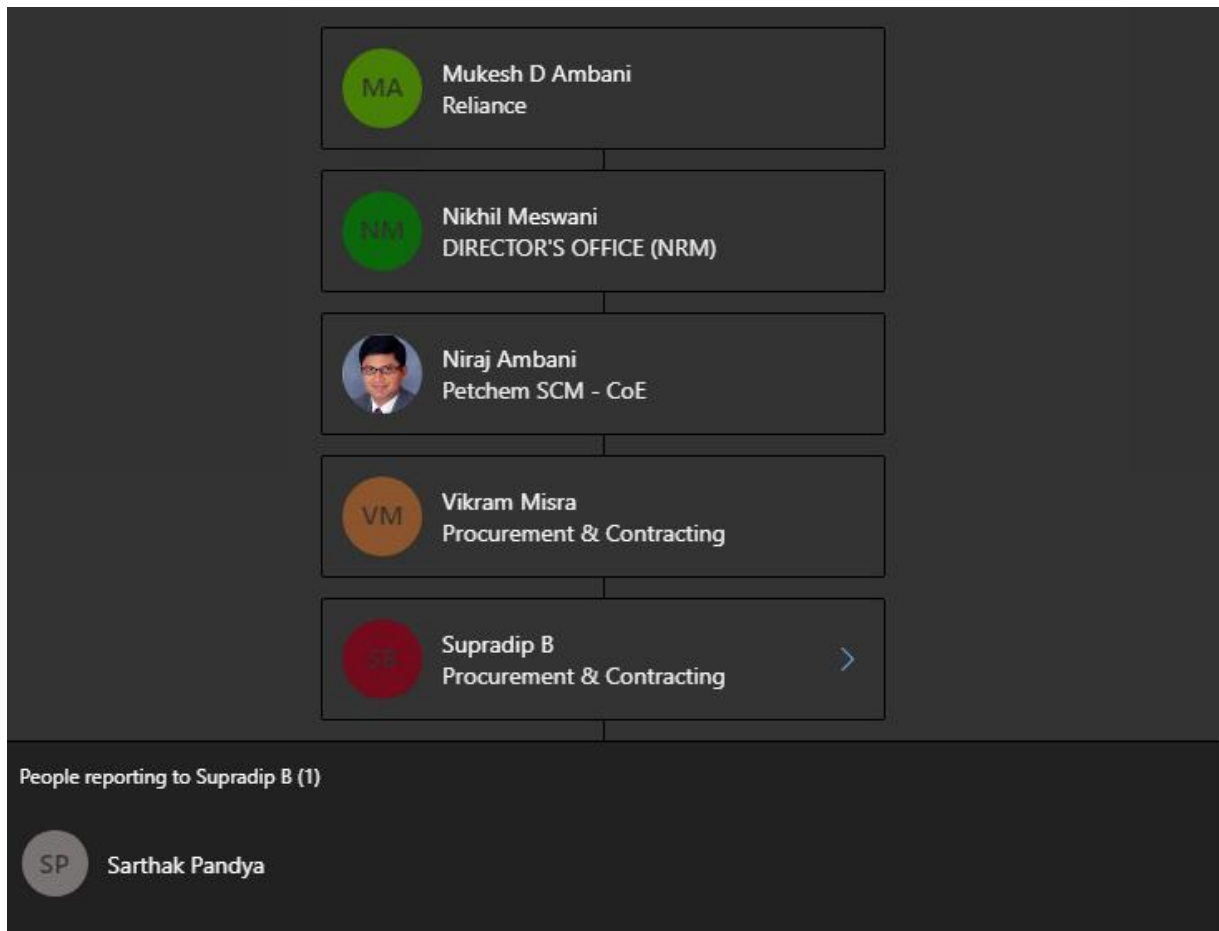 MA
Mukesh D Ambani
Reliance
NM
Nikhil Meswani
DIRECTOR'S OFFICE (NRM)
Niraj Ambani
Petchem SCM - CoE
VM
Vikram Misra
Procurement & Contracting
SB
Supradip B
Procurement & Contracting
People reporting to Supradip B (1)
SP
Sarthak Pandya